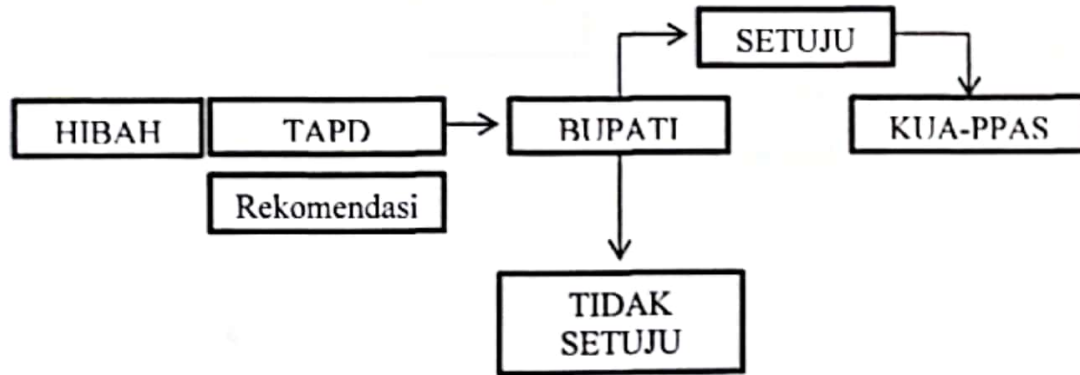 SETUJU
HIBAH
TAPD
BUPATI
KUA-PPAS
Rekomendasi
TIDAK
SETUJU